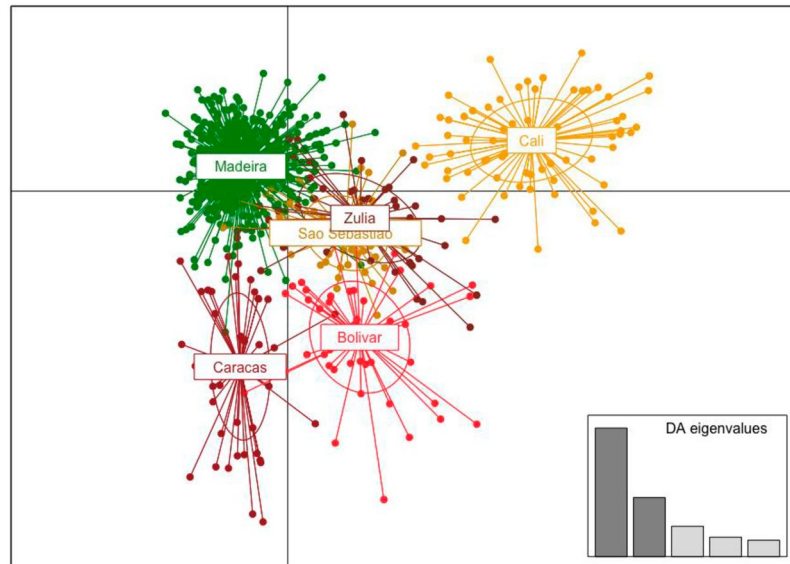 Cali
Madeira
Zulia
Sao Sebastiao
Bolivar
Caracas
DA eigenvalues